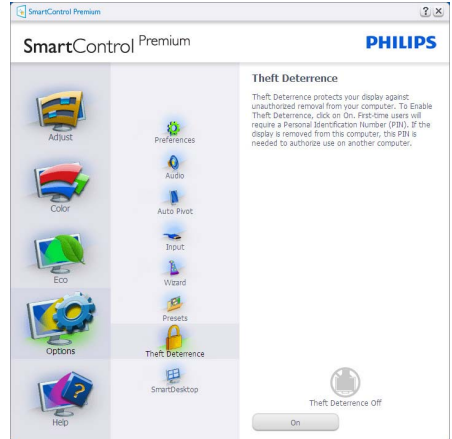 SmartControl Premium
SmartControl Premium
PHILIPS
Adjust
Color
Eco
Options
Help
Preferences
Audio
Auto Pivot
Input
Wizard
Presets
Theft Deterrence
SmartDesktop
Theft Deterrence
Theft Deterrence protects your display against
unauthorized removal from your computer. To Enable
Theft Deterrence, click on On. First-time users will
require a Personal Identification Number (PIN). If the
display is removed from this computer, this PIN is
needed to authorize use on another computer.
Theft Deterrence Off
On